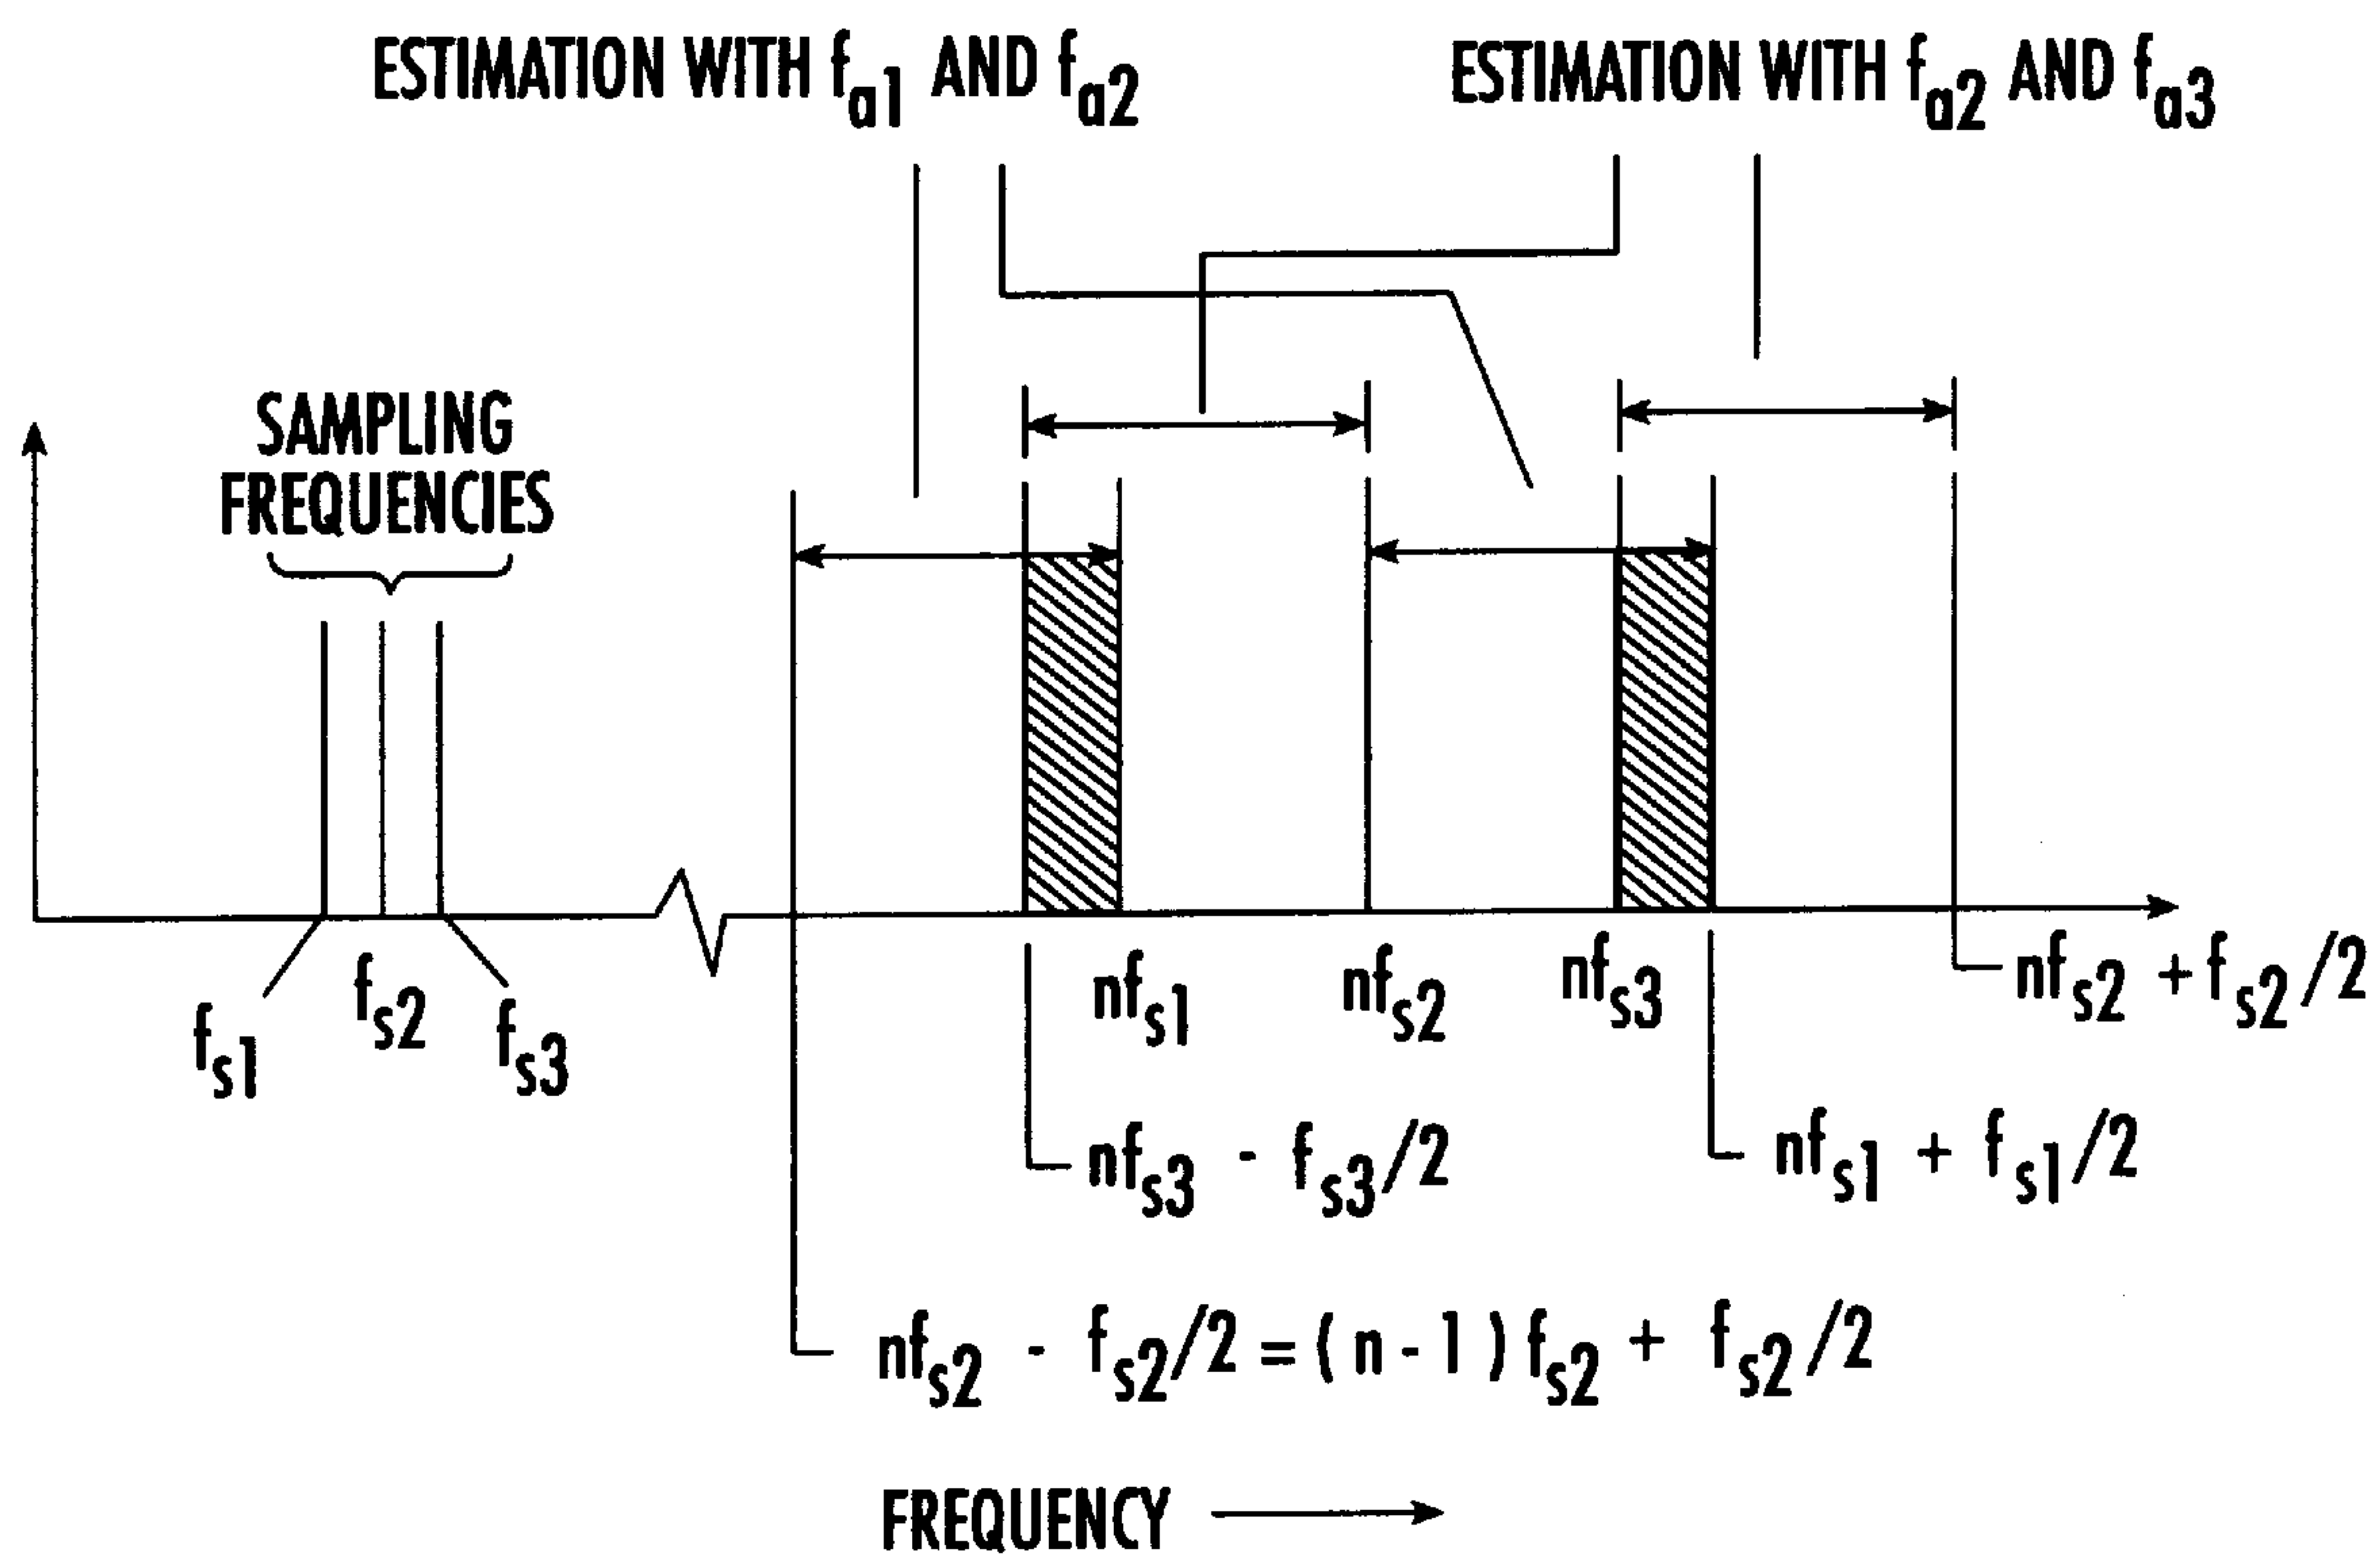 ESTIMATION WITH fa1 AND fa2
ESTIMATION WITH fa2 AND fa3
SAMPLING
FREQUENCIES
fs1
fs2
fs3
nfs1
nfs2
nfs3
nfs2 + fs2/2
nfs3 - fs3/2
nfs1 + fs1/2
nfs2 - fs2/2 = (n-1) fs2 + fs2/2
FREQUENCY